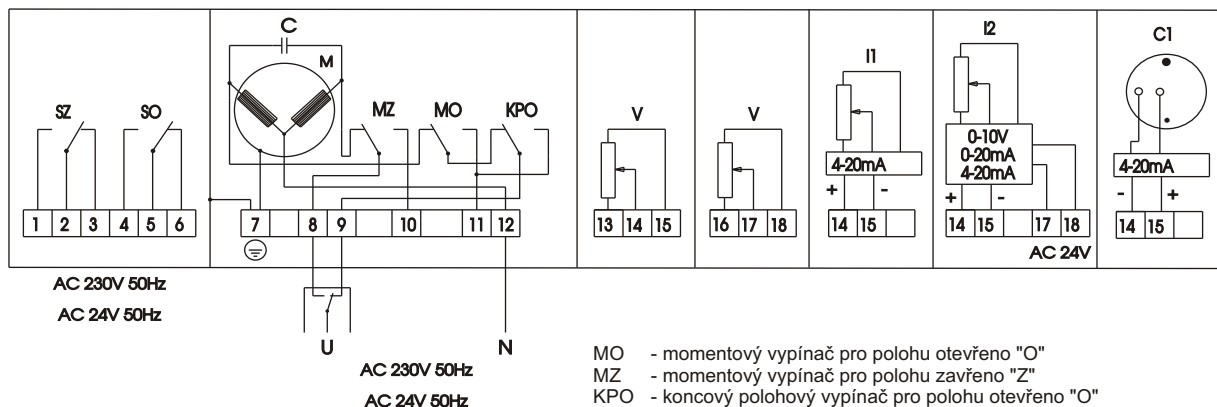 C
M
SZ
SO
MZ
MO
KPO
V
V
I1
I2
C1
4-20mA
+ -
0-10V
0-20mA
4-20mA
+ -
4-20mA
- +
1 2 3 4 5 6
7 8 9 10 11 12
13 14 15
16 17 18
14 15
14 15 17 18
14 15
AC 24V
AC 230V 50Hz
AC 24V 50Hz
U
N
AC 230V 50Hz
AC 24V 50Hz
MO - momentový vypínač pro polohu otevřeno "O"
MZ - momentový vypínač pro polohu zavřeno "Z"
KPO - koncový polohový vypínač pro polohu otevřeno "O"